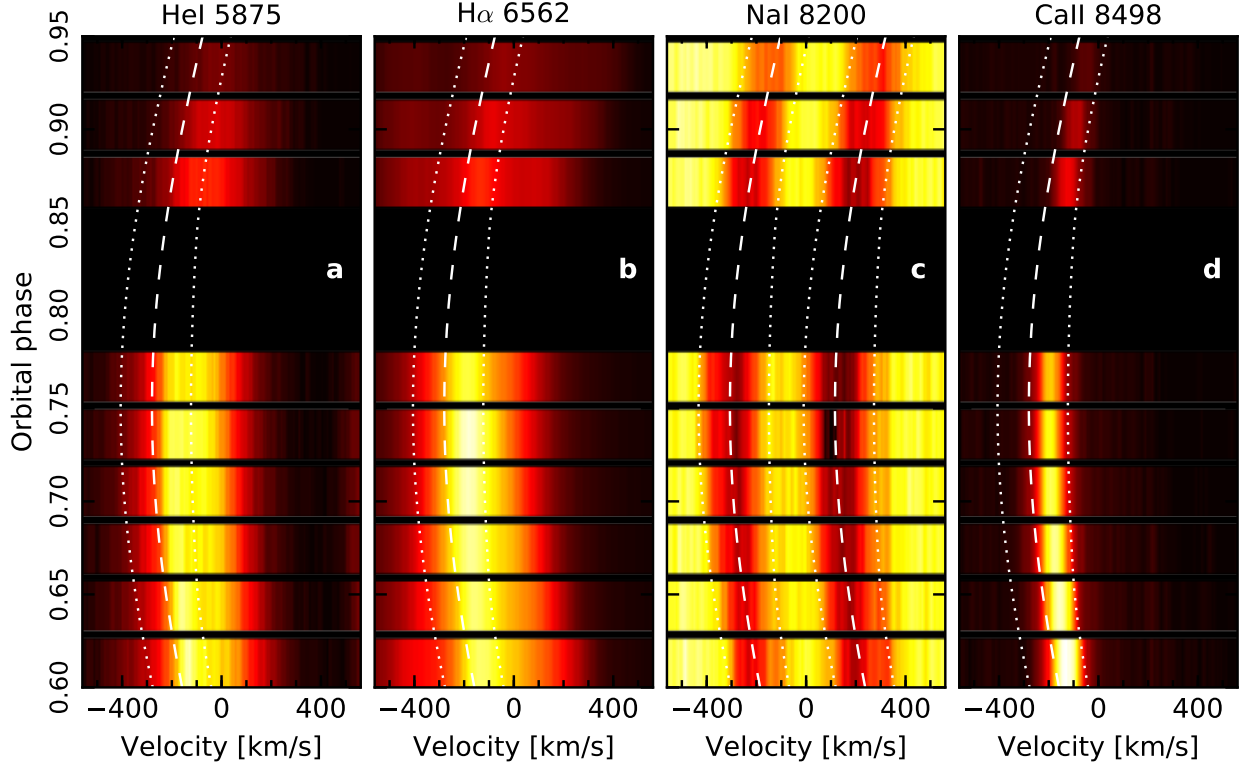 HeI 5875
Hα 6562
NaI 8200
CaII 8498
Orbital phase
0.95
0.90
0.85
0.80
0.75
0.70
0.65
0.60
a
b
c
d
−400 0 400
−400 0 400
−400 0 400
−400 0 400
Velocity [km/s]
Velocity [km/s]
Velocity [km/s]
Velocity [km/s]